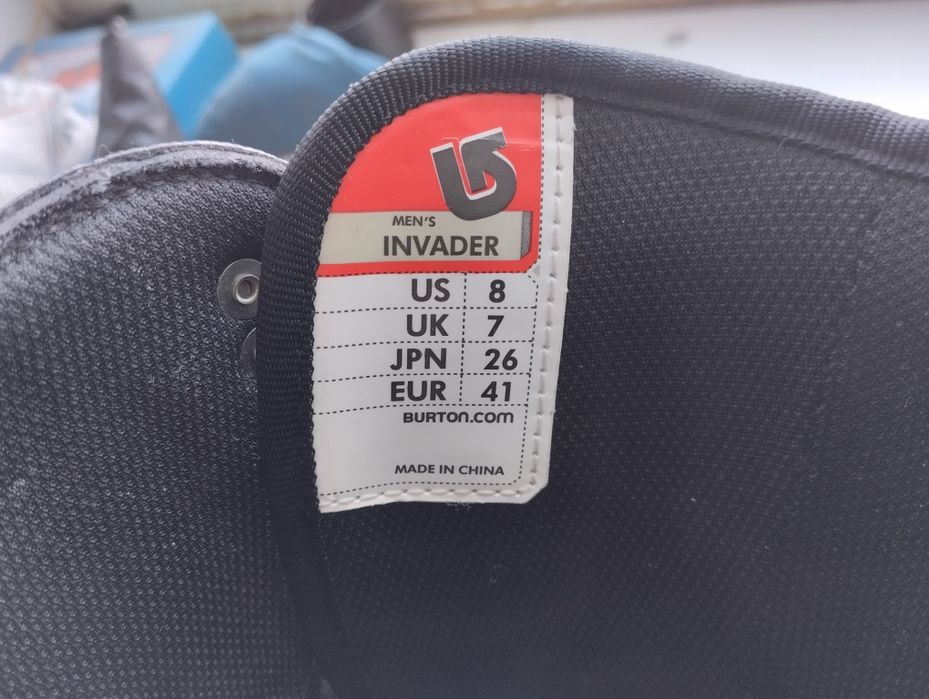 MEN'S
INVADER
US 8
UK 7
JPN 26
EUR 41
BURTON.COM
MADE IN CHINA